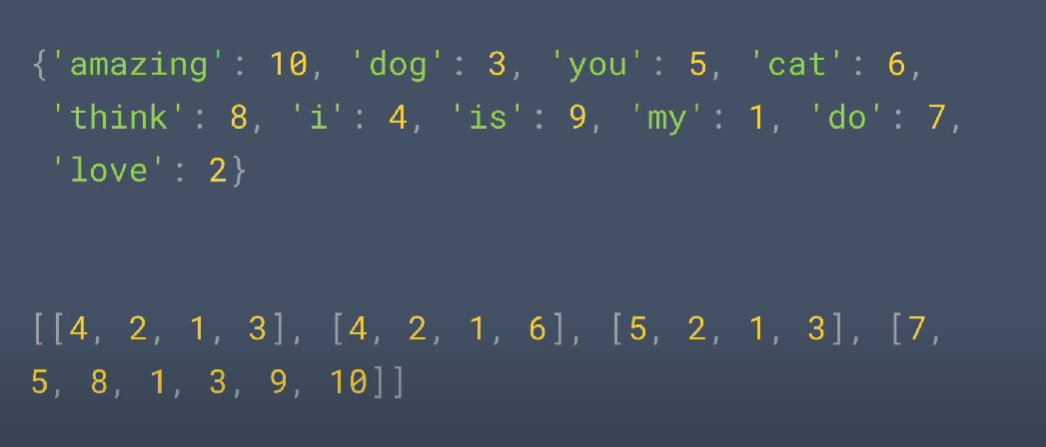 {'amazing': 10, 'dog': 3, 'you': 5, 'cat': 6,
'think': 8, 'i': 4, 'is': 9, 'my': 1, 'do': 7,
'love': 2}
[[4, 2, 1, 3], [4, 2, 1, 6], [5, 2, 1, 3], [7,
5, 8, 1, 3, 9, 10]]